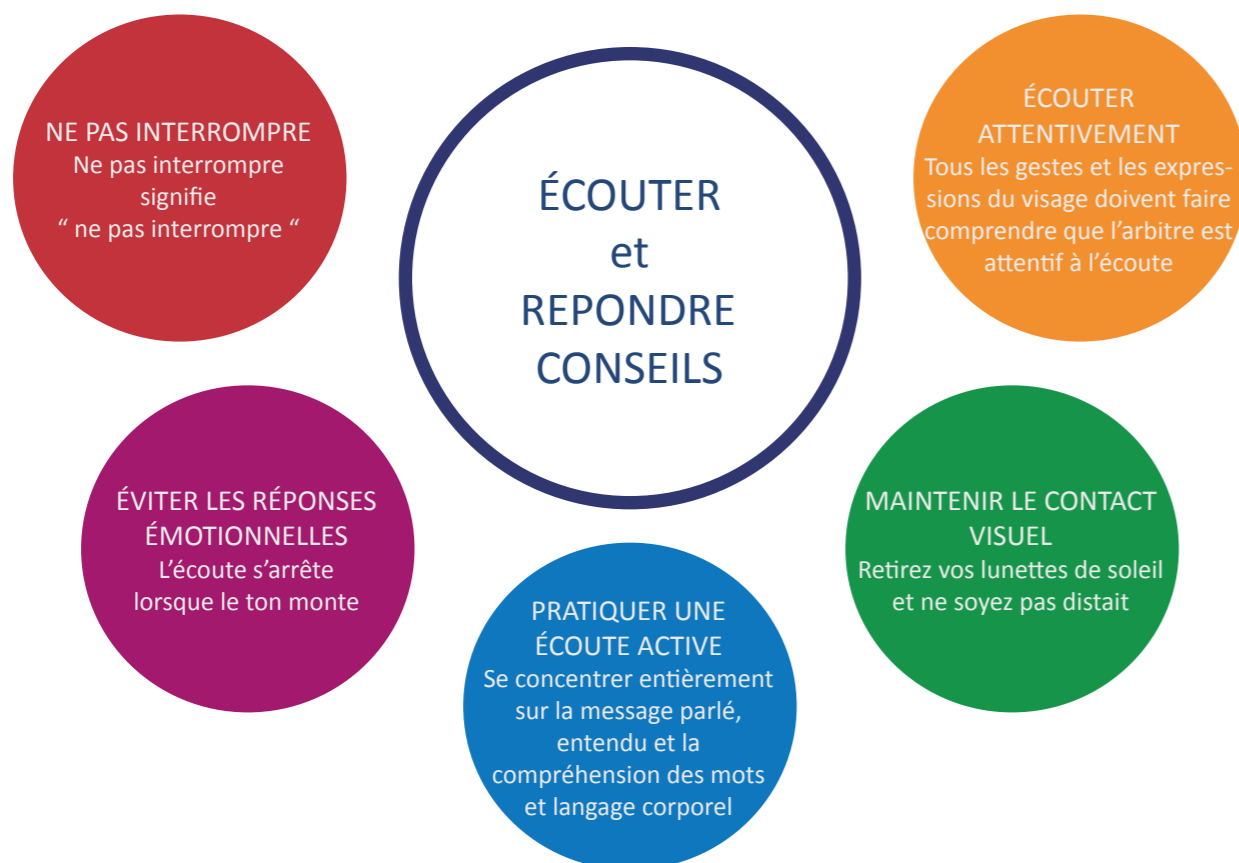 ÉCOUTER
et
REPONDRE
CONSEILS
NE PAS INTERROMPRE
Ne pas interrompre
signifie
“ ne pas interrompre “
ÉCOUTER
ATTENTIVEMENT
Tous les gestes et les expres-
sions du visage doivent faire
comprendre que l’arbitre est
attentif à l’écoute
ÉVITER LES RÉPONSES
ÉMOTIONNELLES
L’écoute s’arrête
lorsque le ton monte
MAINTENIR LE CONTACT
VISUEL
Retirez vos lunettes de soleil
et ne soyez pas distait
PRATIQUER UNE
ÉCOUTE ACTIVE
Se concentrer entièrement
sur la message parlé,
entendu et la
compréhension des mots
et langage corporel